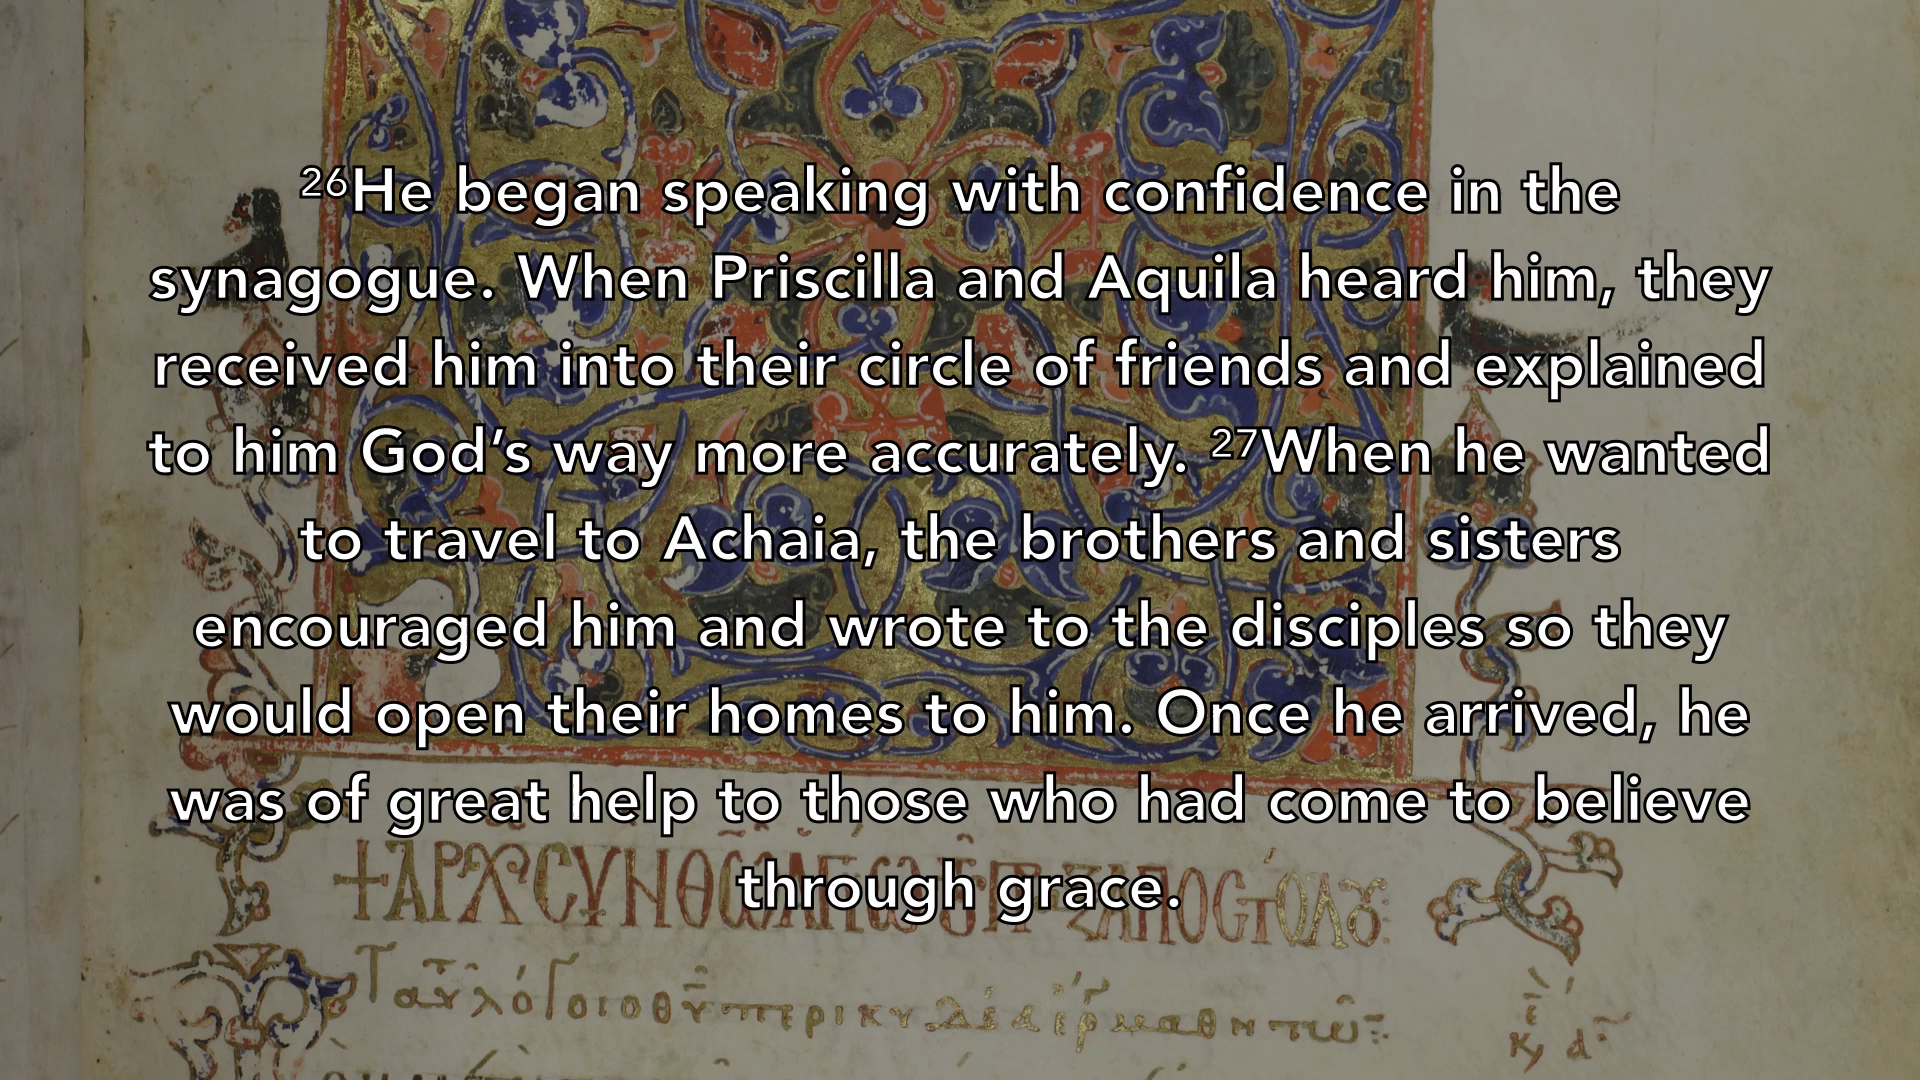 ²⁶He began speaking with confidence in the
synagogue. When Priscilla and Aquila heard him, they
received him into their circle of friends and explained
to him God’s way more accurately. ²⁷When he wanted
to travel to Achaia, the brothers and sisters
encouraged him and wrote to the disciples so they
would open their homes to him. Once he arrived, he
was of great help to those who had come to believe
through grace.